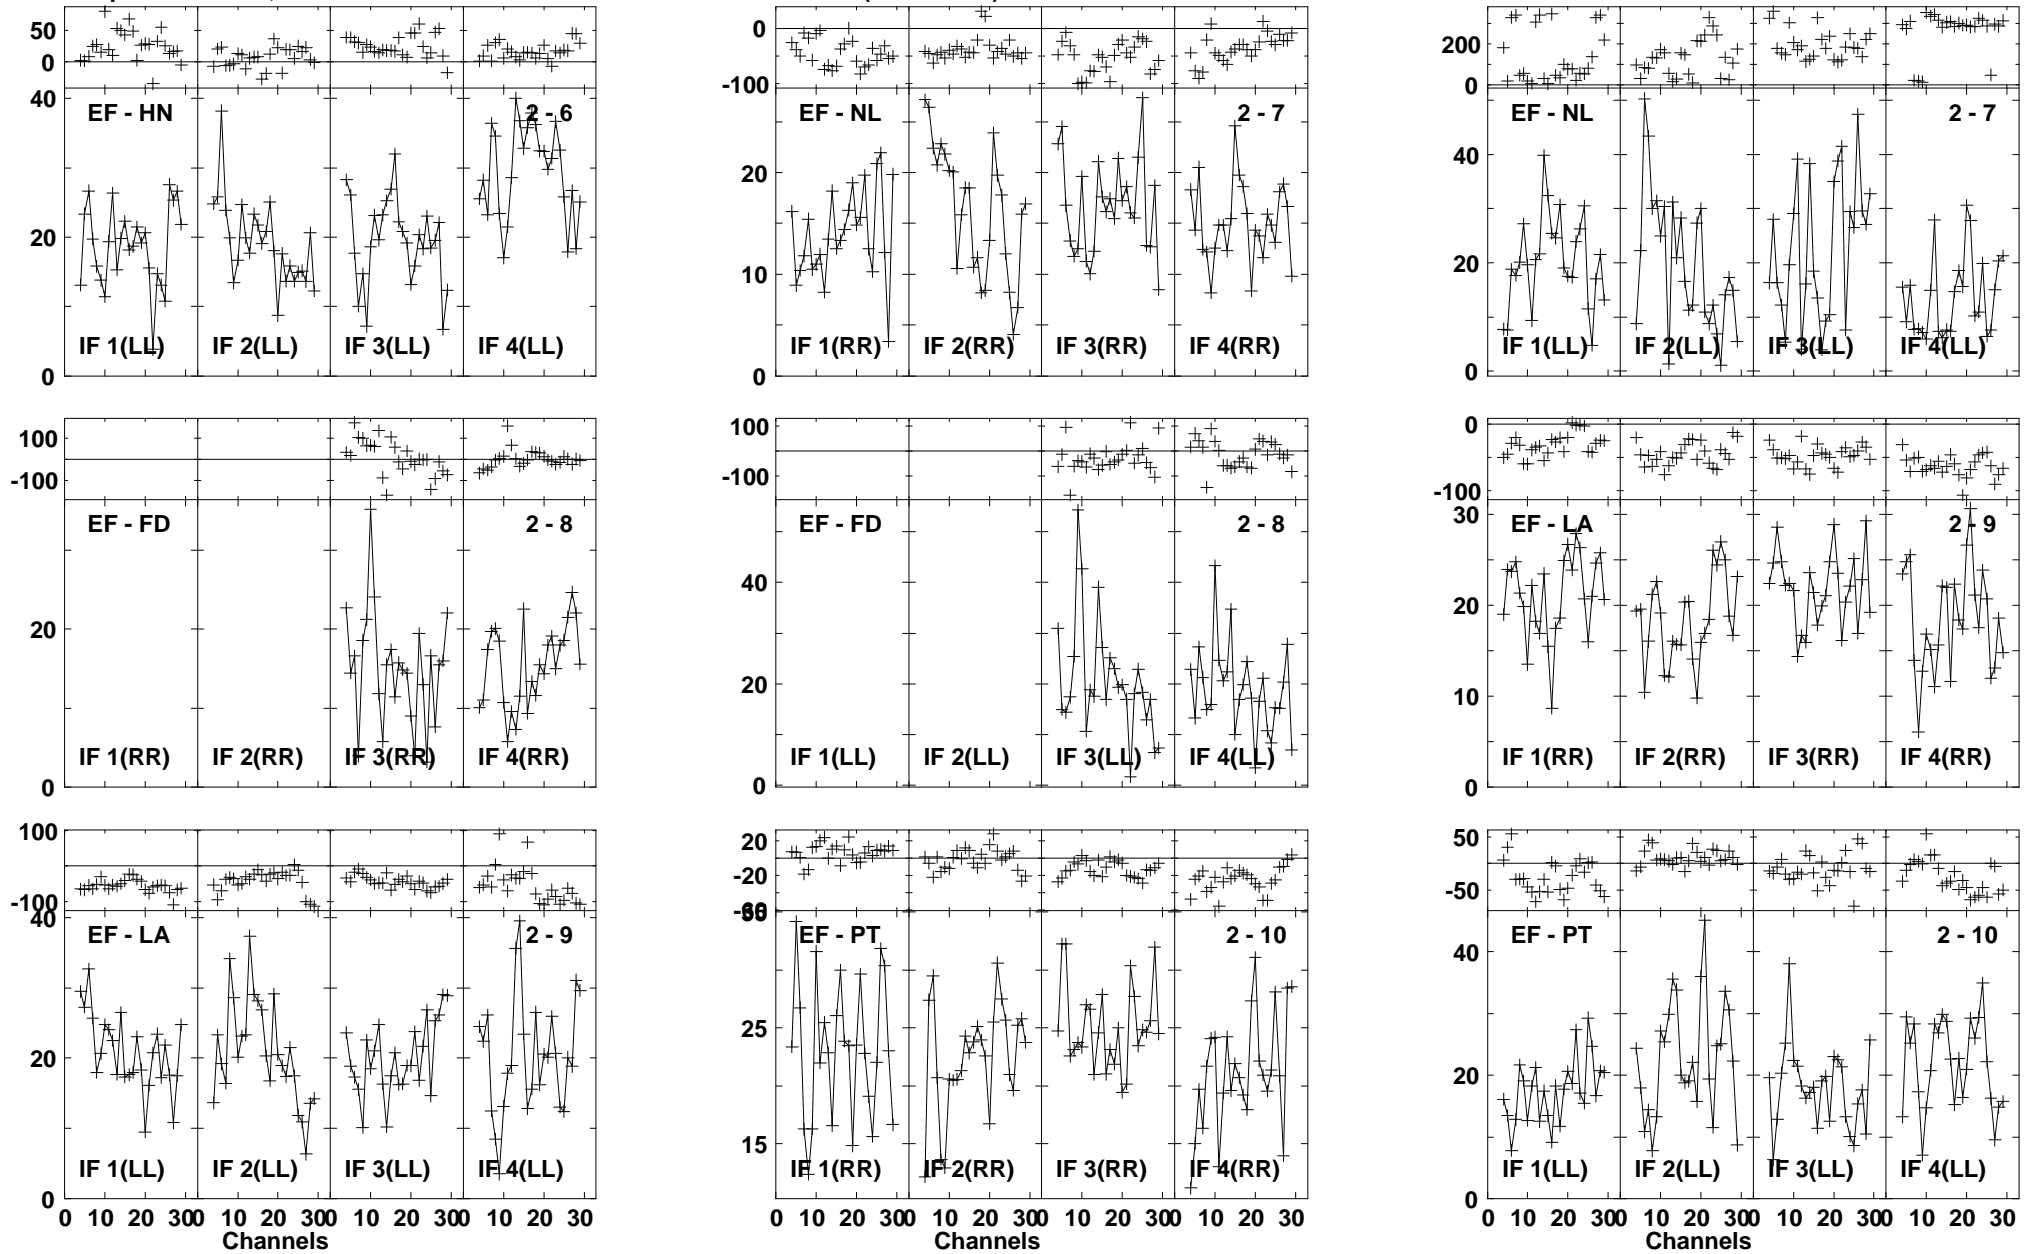 50
0
40
20
0
EF - HN
2 - 6
IF 1(LL)
IF 2(LL)
IF 3(LL)
IF 4(LL)
0
-100
20
10
0
EF - NL
2 - 7
IF 1(RR)
IF 2(RR)
IF 3(RR)
IF 4(RR)
200
0
40
20
0
EF - NL
2 - 7
IF 1(LL)
IF 2(LL)
IF 3(LL)
IF 4(LL)
100
-100
20
0
EF - FD
2 - 8
IF 1(RR)
IF 2(RR)
IF 3(RR)
IF 4(RR)
100
-100
40
20
0
EF - FD
2 - 8
IF 1(LL)
IF 2(LL)
IF 3(LL)
IF 4(LL)
0
-100
30
20
10
0
EF - LA
2 - 9
IF 1(RR)
IF 2(RR)
IF 3(RR)
IF 4(RR)
100
-100
40
20
0
EF - LA
2 - 9
IF 1(LL)
IF 2(LL)
IF 3(LL)
IF 4(LL)
0 10 20 30 0 10 20 30 0 10 20 30 0 10 20 30
Channels
20
-20
-60
25
15
EF - PT
2 - 10
IF 1(RR)
IF 2(RR)
IF 3(RR)
IF 4(RR)
0 10 20 30 0 10 20 30 0 10 20 30 0 10 20 30
Channels
50
-50
40
20
0
EF - PT
2 - 10
IF 1(LL)
IF 2(LL)
IF 3(LL)
IF 4(LL)
0 10 20 30 0 10 20 30 0 10 20 30 0 10 20 30
Channels